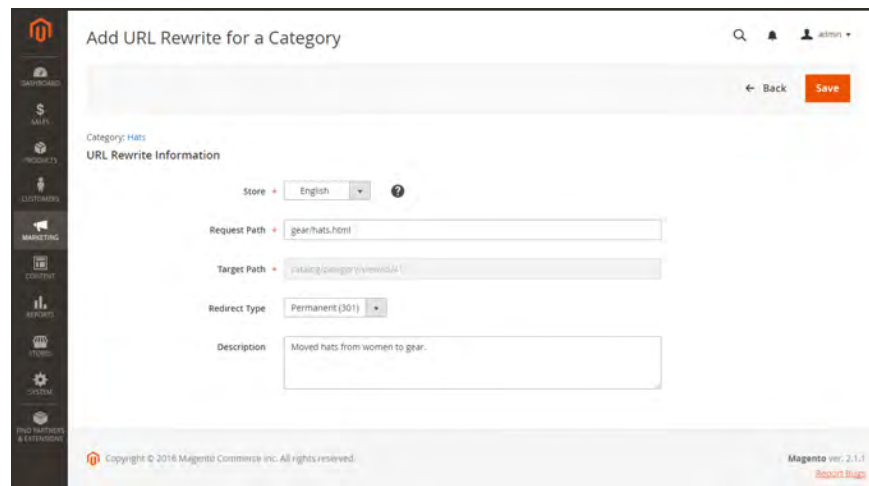 Add URL Rewrite for a Category
admin
DASHBOARD
← Back
Save
SALES
Category: Hats
URL Rewrite Information
PRODUCTS
Store * English
CUSTOMERS
Request Path * gear/hats.html
MARKETING
Target Path *
CONTENT
Redirect Type Permanent (301)
REPORTS
Description Moved hats from women to gear.
STORES
SYSTEM
FIND PARTNERS
& EXTENSIONS
Copyright © 2016 Magento Commerce Inc. All rights reserved.
Magento ver. 2.1.1
Report Bugs